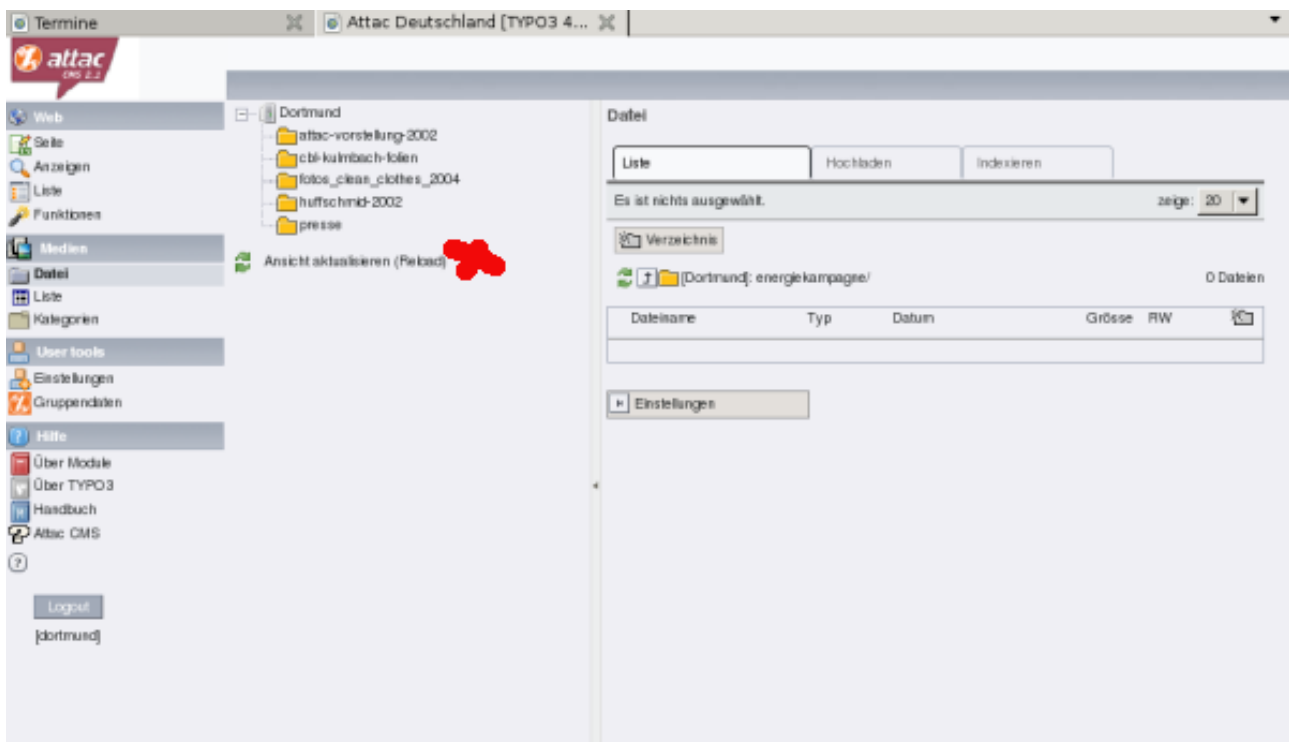 Termine
Attac Deutschland [TYPO3 4...
attac
CMS 2.2
Web
Seite
Anzeigen
Liste
Funktionen
Medien
Datei
Liste
Kategorien
User tools
Einstellungen
Gruppendaten
Hilfe
Über Module
Über TYPO3
Handbuch
Attac CMS
Logout
[dortmund]
Dortmund
attac-vorstellung-2002
cbl-kulmbach-folien
fotos_clean_clothes_2004
huffschmid-2002
presse
Ansicht aktualisieren (Reload)
Datei
Liste Hochladen Indexieren
Es ist nichts ausgewählt. zeige: 20
Verzeichnis
[Dortmund]: energiekampagne/ 0 Dateien
Dateiname Typ Datum Grösse RW
Einstellungen